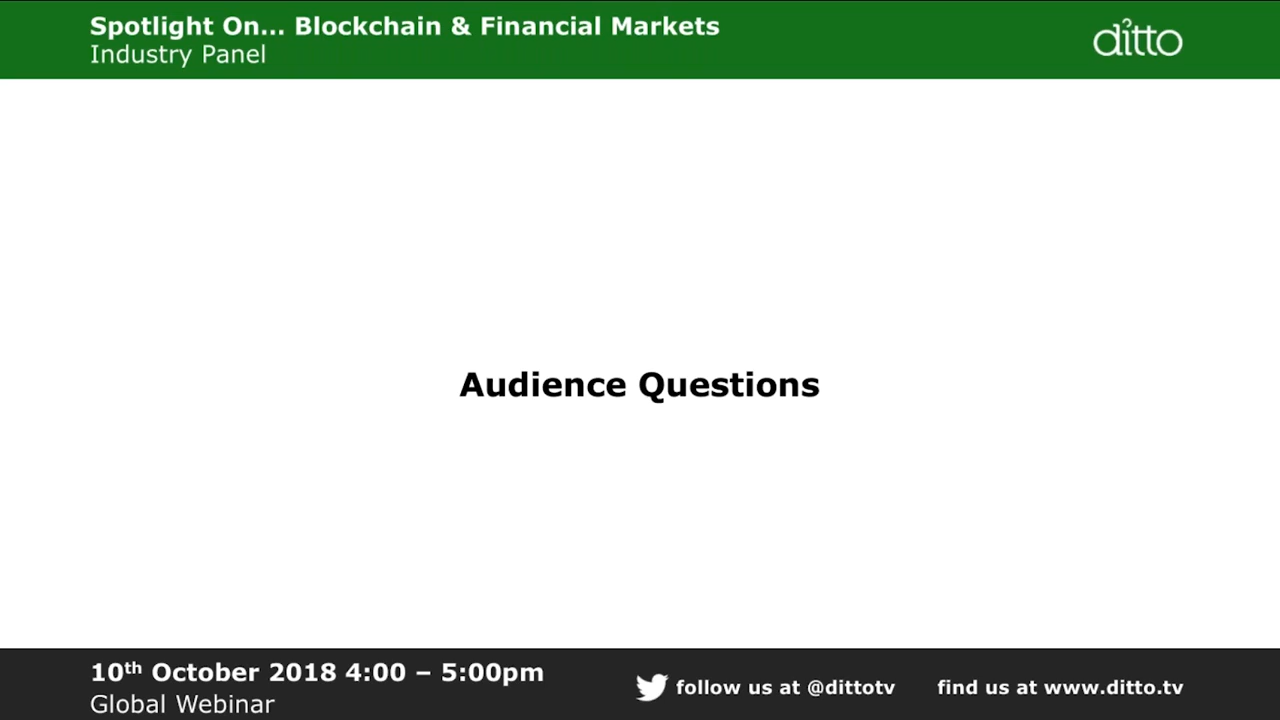 Spotlight On... Blockchain & Financial Markets
Industry Panel
ditto
Audience Questions
10th October 2018 4:00 – 5:00pm
Global Webinar
follow us at @dittotv
find us at www.ditto.tv